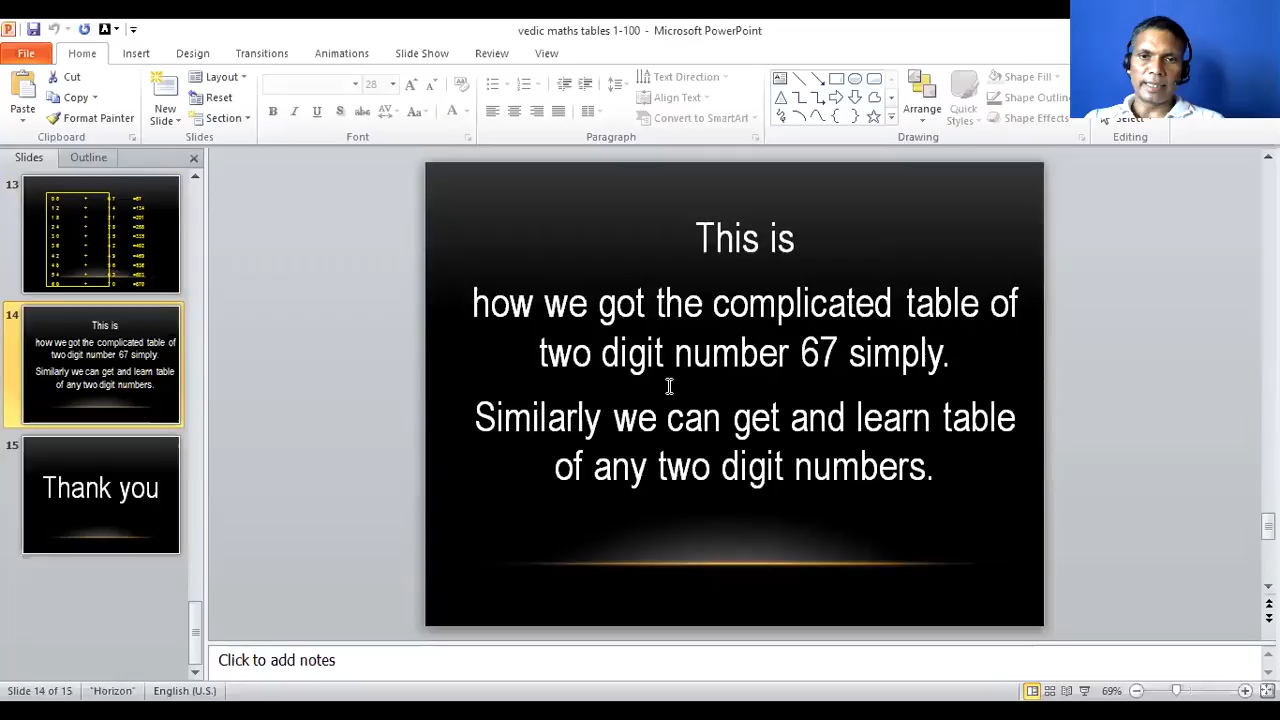 vedic maths tables 1-100 - Microsoft PowerPoint
File Home Insert Design Transitions Animations Slide Show Review View
Paste
Cut
Copy
Format Painter
Clipboard
New Slide
Layout
Reset
Section
Slides
28
Font
Text Direction
Align Text
Convert to SmartArt
Paragraph
Arrange
Quick Styles
Shape Fill
Shape Outline
Shape Effects
Drawing
Select
Editing
Slides Outline
13
14
This is
how we got the complicated table of
two digit number 67 simply.
Similarly we can get and learn table
of any two digit numbers.
15
Thank you
This is
how we got the complicated table of
two digit number 67 simply.
Similarly we can get and learn table
of any two digit numbers.
Click to add notes
Slide 14 of 15 "Horizon" English (U.S.) 69%